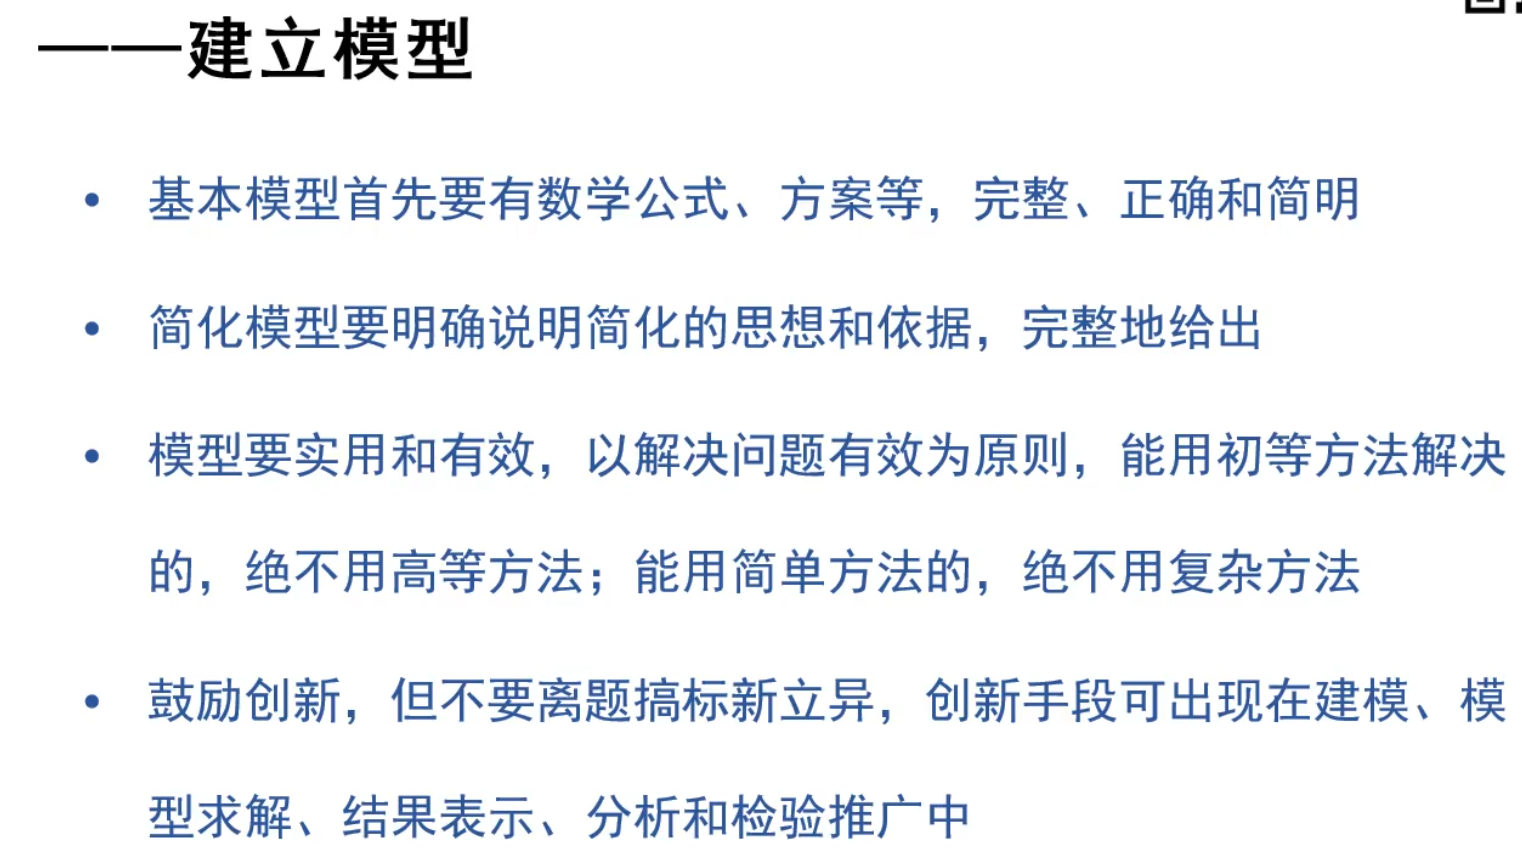 ——建立模型
• 基本模型首先要有数学公式、方案等，完整、正确和简明
• 简化模型要明确说明简化的思想和依据，完整地给出
• 模型要实用和有效，以解决问题有效为原则，能用初等方法解决
的，绝不用高等方法；能用简单方法的，绝不用复杂方法
• 鼓励创新，但不要离题搞标新立异，创新手段可出现在建模、模
型求解、结果表示、分析和检验推广中